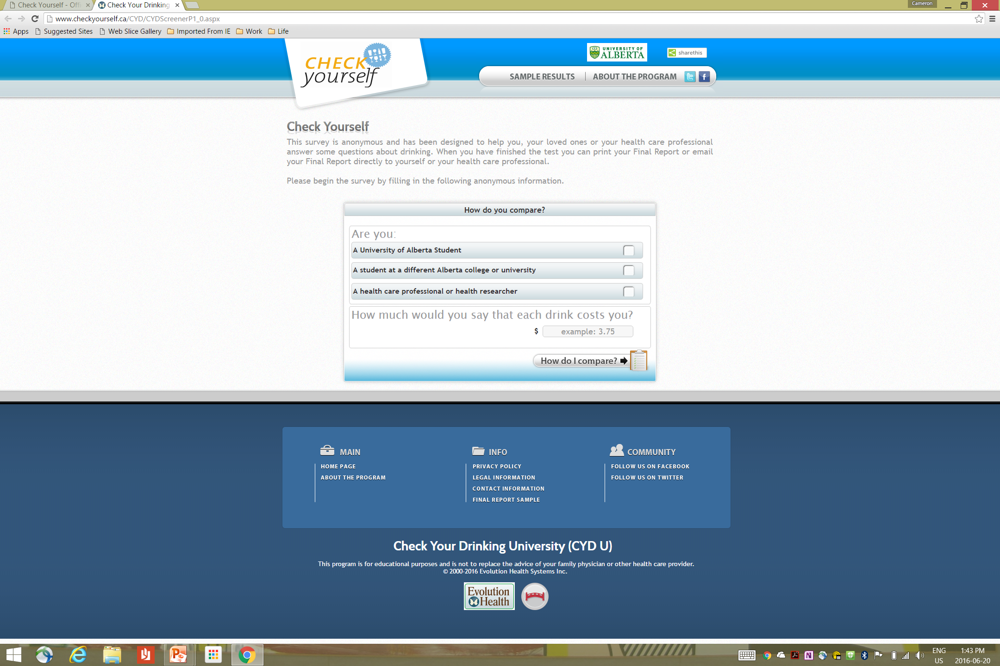 Check Yourself - Offi
Check Your Drinking
Cameron
www.checkyourself.ca/CYD/CYDScreenerP1_0.aspx
Apps Suggested Sites Web Slice Gallery Imported From IE Work Life
CHECK
yourself
UNIVERSITY OF
ALBERTA
sharethis
SAMPLE RESULTS | ABOUT THE PROGRAM
Check Yourself
This survey is anonymous and has been designed to help you, your loved ones or your health care professional
answer some questions about drinking. When you have finished the test you can print your Final Report or email
your Final Report directly to yourself or your health care professional.
Please begin the survey by filling in the following anonymous information.
How do you compare?
Are you:
A University of Alberta Student
A student at a different Alberta college or university
A health care professional or health researcher
How much would you say that each drink costs you?
$ example: 3.75
How do I compare?
MAIN
HOME PAGE
ABOUT THE PROGRAM
INFO
PRIVACY POLICY
LEGAL INFORMATION
CONTACT INFORMATION
FINAL REPORT SAMPLE
COMMUNITY
FOLLOW US ON FACEBOOK
FOLLOW US ON TWITTER
Check Your Drinking University (CYD U)
This program is for educational purposes and is not to replace the advice of your family physician or other health care provider.
© 2000-2016 Evolution Health Systems Inc.
Evolution
Health
ENG
US
1:43 PM
2016-06-20